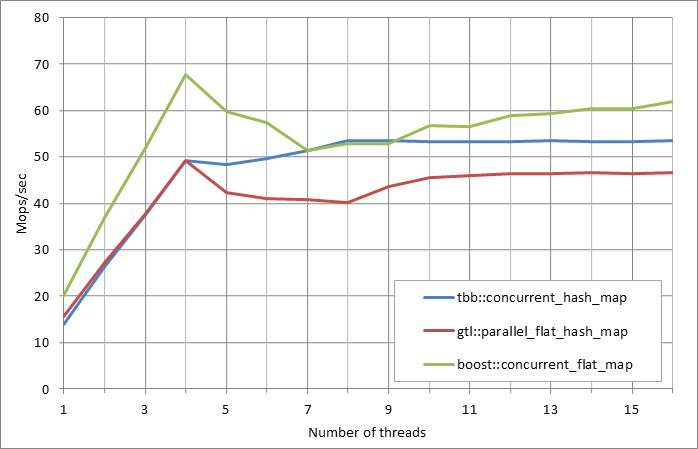 80
70
60
50
40
30
20
10
0
Mops/sec
1 3 5 7 9 11 13 15
Number of threads
tbb::concurrent_hash_map
gtl::parallel_flat_hash_map
boost::concurrent_flat_map